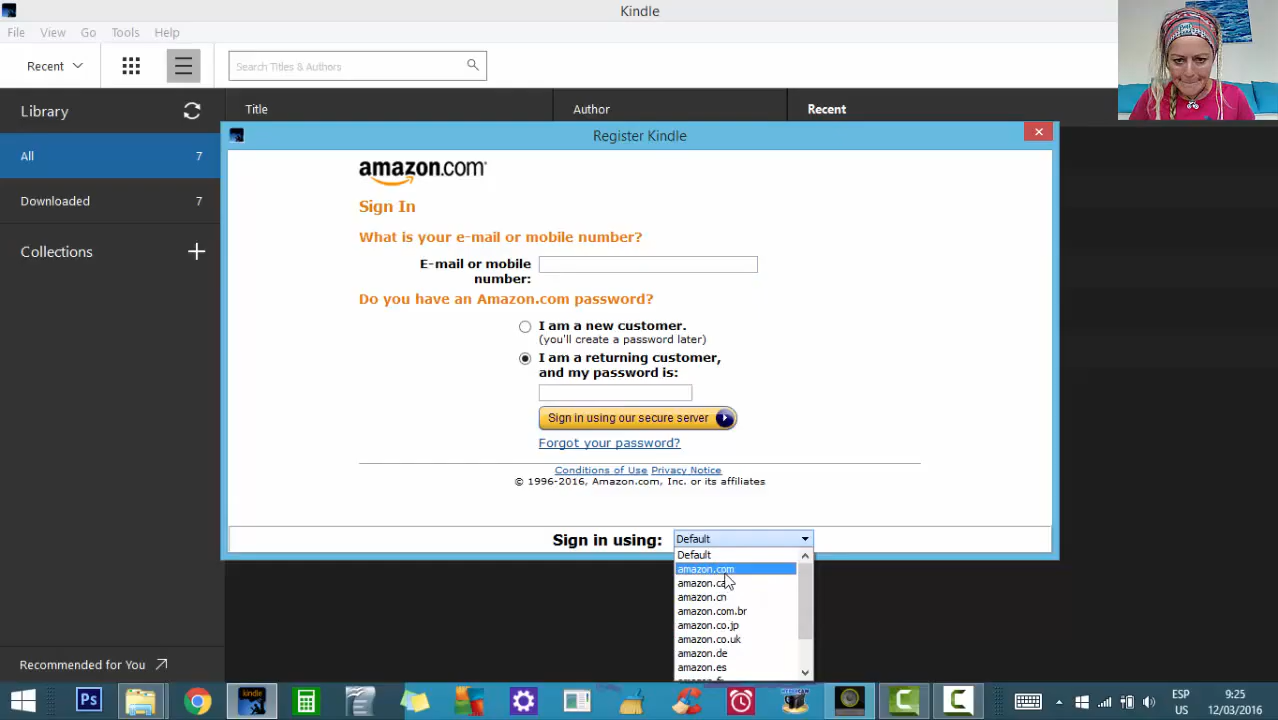 Kindle
File View Go Tools Help
Recent
Search Titles & Authors
Library
Title
Author
Recent
All 7
Downloaded 7
Collections
Register Kindle
amazon.com
Sign In
What is your e-mail or mobile number?
E-mail or mobile
number:
Do you have an Amazon.com password?
I am a new customer.
(you'll create a password later)
I am a returning customer,
and my password is:
Sign in using our secure server
Forgot your password?
Conditions of Use Privacy Notice
© 1996-2016, Amazon.com, Inc. or its affiliates
Sign in using: Default
Default
amazon.com
amazon.ca
amazon.cn
amazon.com.br
amazon.co.jp
amazon.co.uk
amazon.de
amazon.es
Recommended for You
Ps
kindle
ESP
US
9:25
12/03/2016